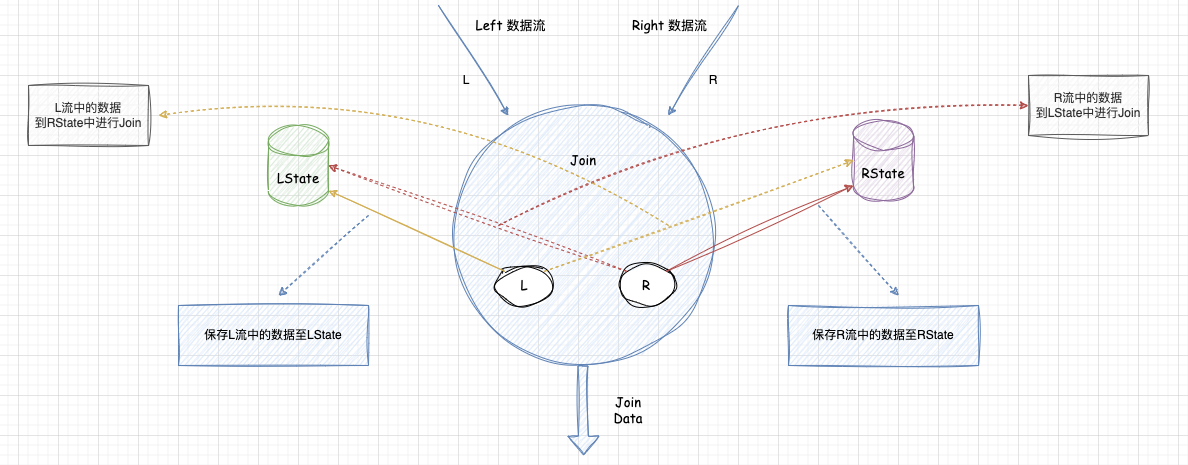 Left 数据流
Right 数据流
L
R
L流中的数据
到RState中进行Join
R流中的数据
到LState中进行Join
Join
LState
RState
L
R
保存L流中的数据至LState
保存R流中的数据至RState
Join
Data